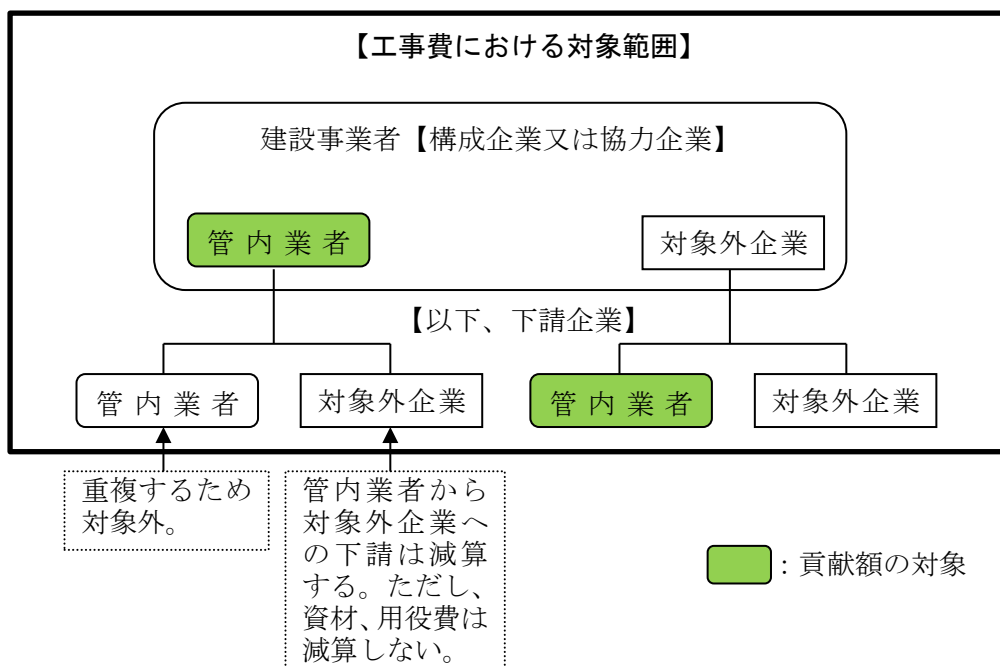 【工事費における対象範囲】
建設事業者【構成企業又は協力企業】
管内業者
対象外企業
【以下、下請企業】
管内業者
対象外企業
管内業者
対象外企業
重複するため
対象外。
管内業者から
対象外企業へ
の下請は減算
する。ただし、
資材、用役費は
減算しない。
：貢献額の対象